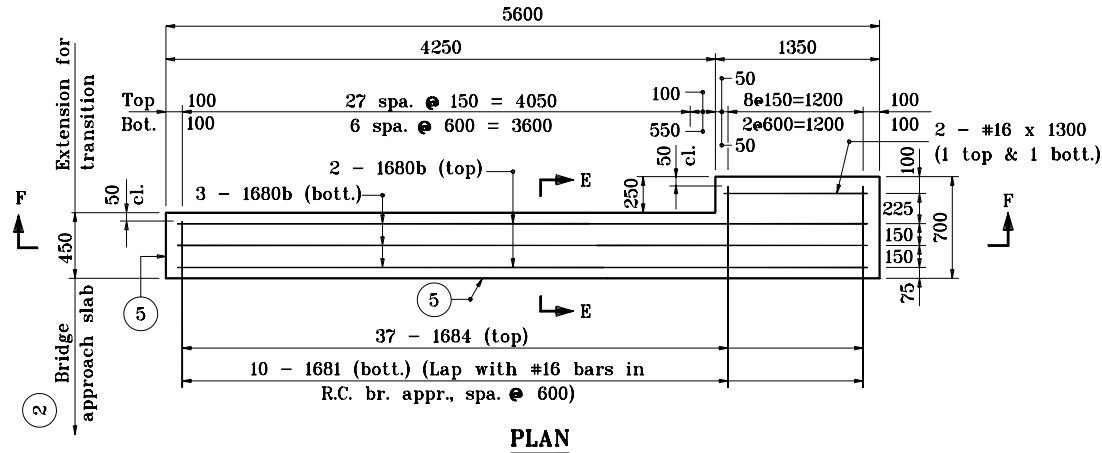 5600
4250 1350
Extension for transition
Top 100 27 spa. @ 150 = 4050 100 50 8@150=1200 100
Bot. 100 6 spa. @ 600 = 3600 550 50 2@600=1200 100
2 - #16 x 1300
(1 top & 1 bott.)
50 cl.
2 - 1680b (top)
3 - 1680b (bott.)
50 cl.
250
E
100
225
150
150
75
700
F
F
450
5
5
E
37 - 1684 (top)
10 - 1681 (bott.) (Lap with #16 bars in
R.C. br. appr., spa. @ 600)
Bridge approach slab
2
PLAN